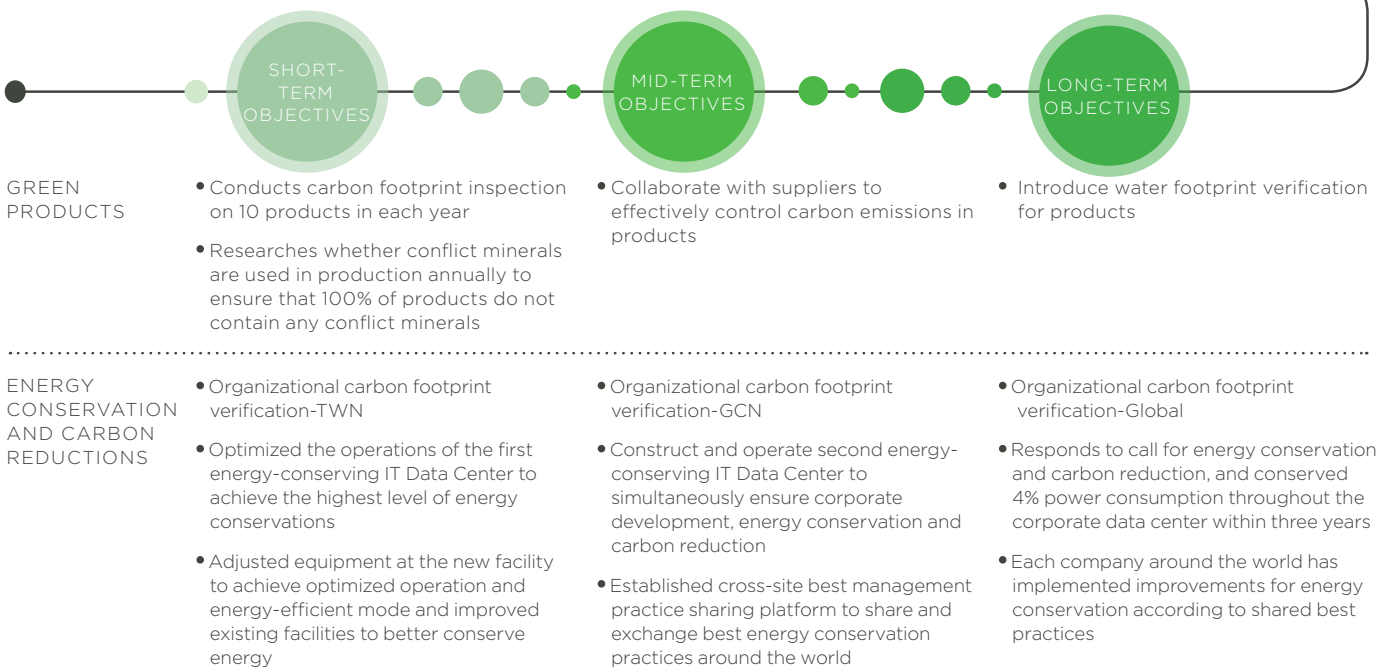 SHORT-
TERM
OBJECTIVES
MID-TERM
OBJECTIVES
LONG-TERM
OBJECTIVES
GREEN
PRODUCTS
• Conducts carbon footprint inspection
on 10 products in each year
• Researches whether conflict minerals
are used in production annually to
ensure that 100% of products do not
contain any conflict minerals
• Collaborate with suppliers to
effectively control carbon emissions in
products
• Introduce water footprint verification
for products
ENERGY
CONSERVATION
AND CARBON
REDUCTIONS
• Organizational carbon footprint
verification-TWN
• Optimized the operations of the first
energy-conserving IT Data Center to
achieve the highest level of energy
conservations
• Adjusted equipment at the new facility
to achieve optimized operation and
energy-efficient mode and improved
existing facilities to better conserve
energy
• Organizational carbon footprint
verification-GCN
• Construct and operate second energy-
conserving IT Data Center to
simultaneously ensure corporate
development, energy conservation and
carbon reduction
• Established cross-site best management
practice sharing platform to share and
exchange best energy conservation
practices around the world
• Organizational carbon footprint
verification-Global
• Responds to call for energy conservation
and carbon reduction, and conserved
4% power consumption throughout the
corporate data center within three years
• Each company around the world has
implemented improvements for energy
conservation according to shared best
practices